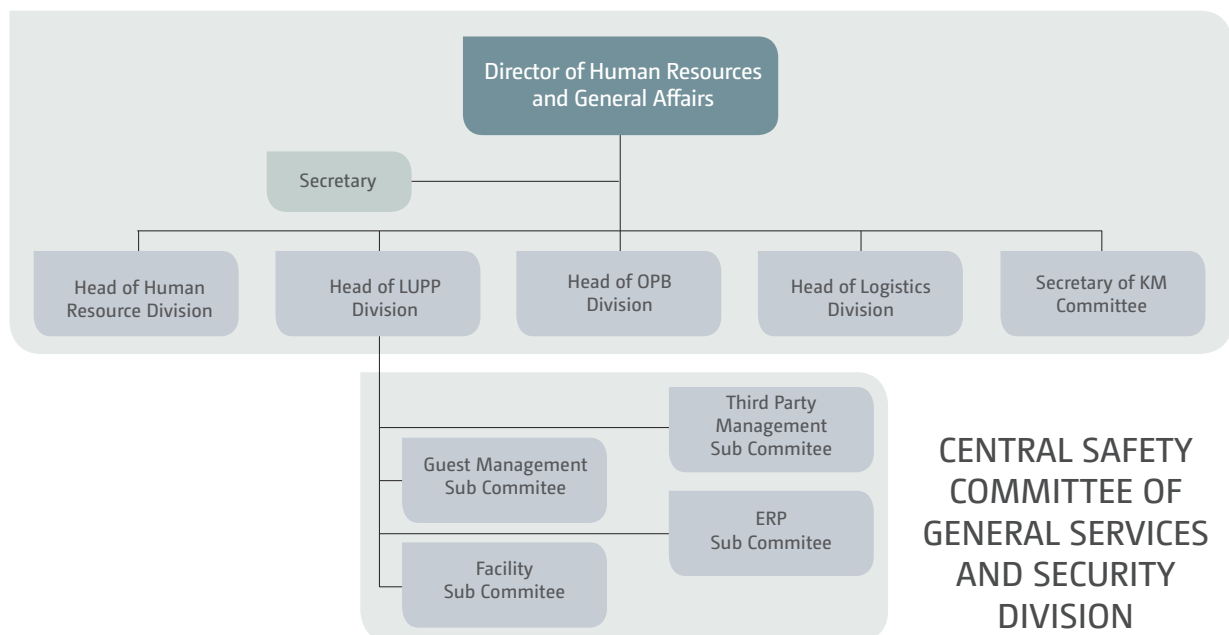 Director of Human Resources
and General Affairs
Secretary
Head of Human
Resource Division
Head of LUPP
Division
Head of OPB
Division
Head of Logistics
Division
Secretary of KM
Committee
Third Party
Management
Sub Commitee
Guest Management
Sub Commitee
ERP
Sub Commitee
Facility
Sub Commitee
CENTRAL SAFETY
COMMITTEE OF
GENERAL SERVICES
AND SECURITY
DIVISION